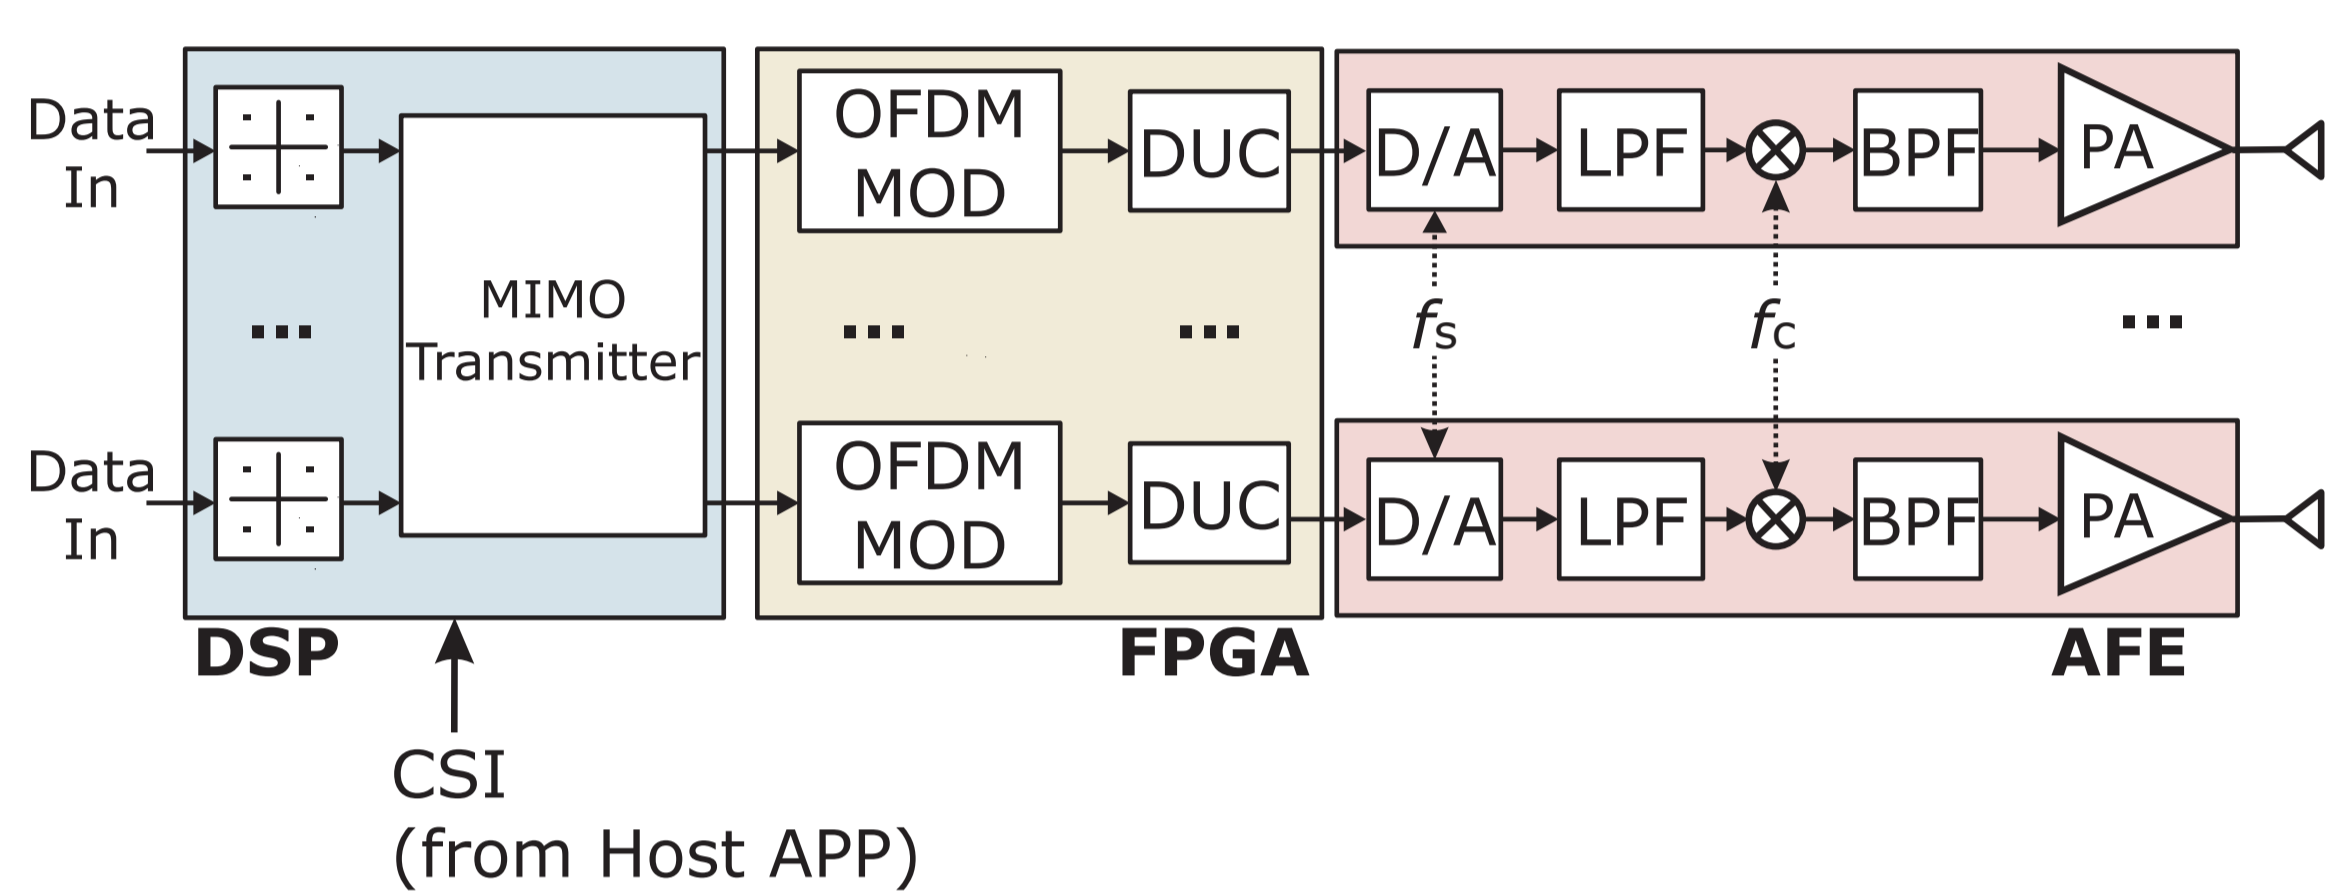 Data
In
MIMO
Transmitter
OFDM
MOD
DUC
D/A
LPF
BPF
PA
fs
fc
Data
In
OFDM
MOD
DUC
D/A
LPF
BPF
PA
DSP
FPGA
AFE
CSI
(from Host APP)